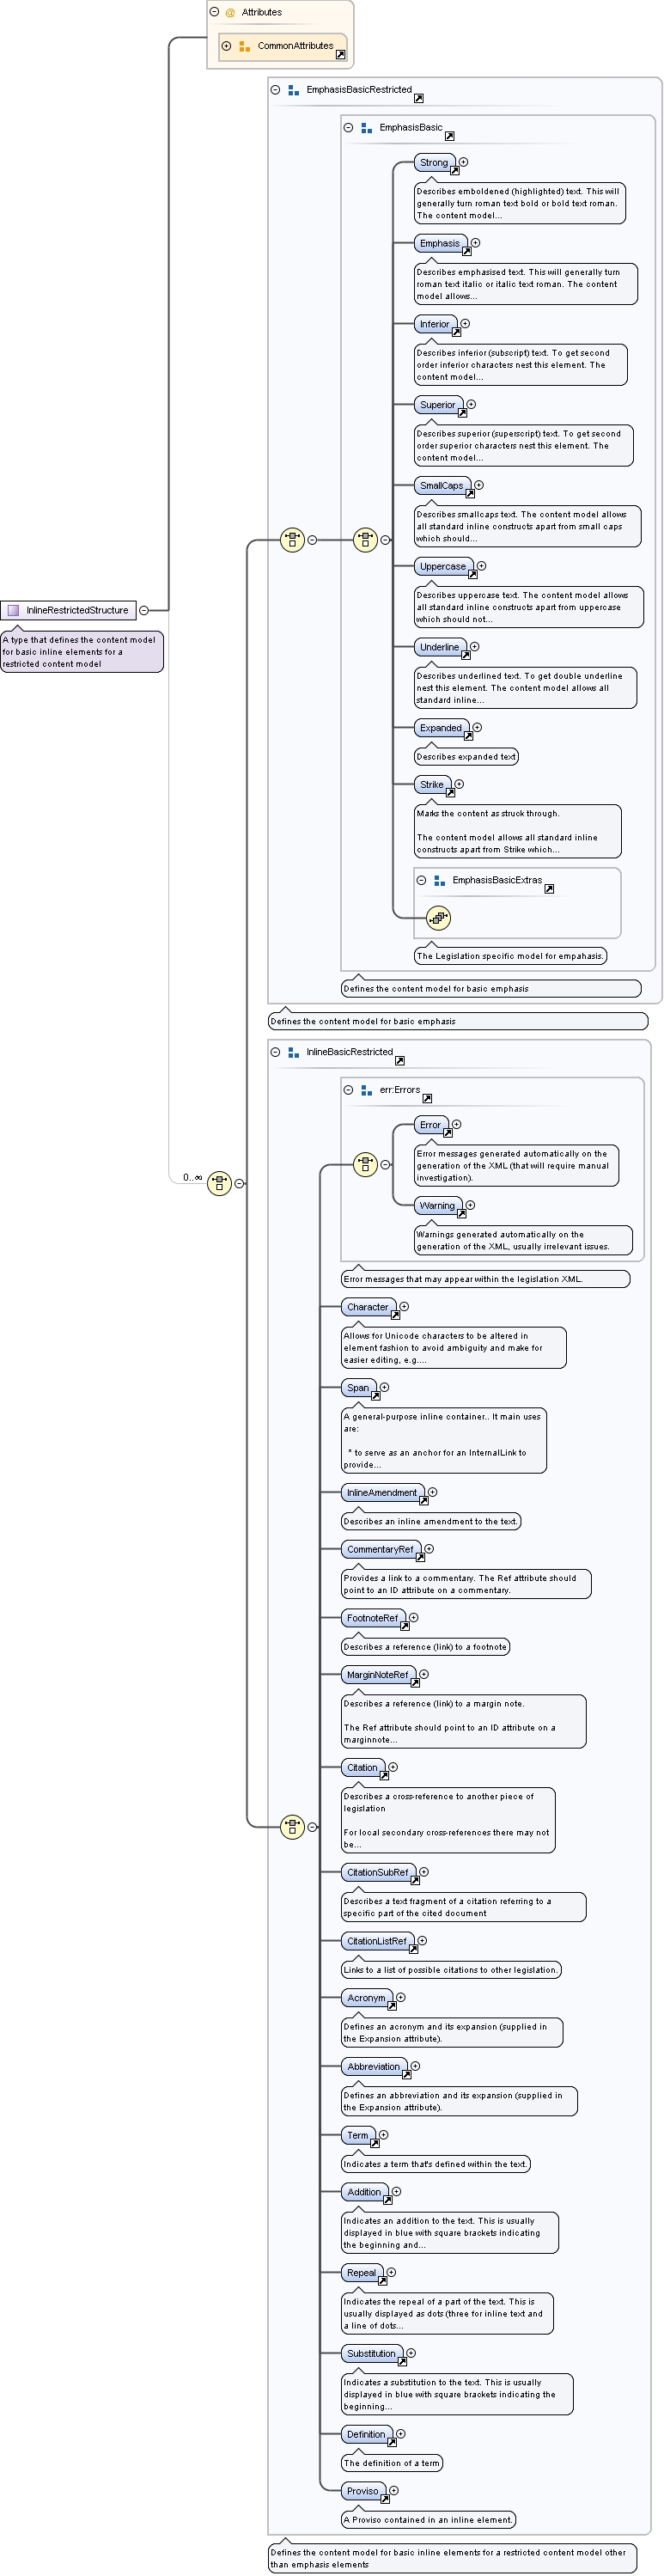 @ Attributes
CommonAttributes
EmphasisBasicRestricted
EmphasisBasic
Strong
Describes emboldened (highlighted) text. This will
generally turn roman text bold or bold text roman.
The content model...
Emphasis
Describes emphasised text. This will generally turn
roman text italic or italic text roman. The content
model allows...
Inferior
Describes inferior (subscript) text. To get second
order inferior characters nest this element. The
content model...
Superior
Describes superior (superscript) text. To get second
order superior characters nest this element. The
content model...
SmallCaps
Describes smallcaps text. The content model allows
all standard inline constructs apart from small caps
which should...
Uppercase
Describes uppercase text. The content model allows
all standard inline constructs apart from uppercase
which should not...
InlineRestrictedStructure
A type that defines the content model
for basic inline elements for a
restricted content model
Underline
Describes underlined text. To get double underline
nest this element. The content model allows all
standard inline...
Expanded
Describes expanded text
Strike
Marks the content as struck through.
The content model allows all standard inline
constructs apart from Strike which...
EmphasisBasicExtras
The Legislation specific model for empahasis.
Defines the content model for basic emphasis
Defines the content model for basic emphasis
InlineBasicRestricted
err:Errors
Error
Error messages generated automatically on the
generation of the XML (that will require manual
investigation).
0..∞
Warning
Warnings generated automatically on the
generation of the XML, usually irrelevant issues.
Error messages that may appear within the legislation XML.
Character
Allows for Unicode characters to be altered in
element fashion to avoid ambiguity and make for
easier editing, e.g....
Span
A general-purpose inline container.. It main uses
are:
* to serve as an anchor for an InternalLink to
provide...
InlineAmendment
Describes an inline amendment to the text.
CommentaryRef
Provides a link to a commentary. The Ref attribute should
point to an ID attribute on a commentary.
FootnoteRef
Describes a reference (link) to a footnote
MarginNoteRef
Describes a reference (link) to a margin note.
The Ref attribute should point to an ID attribute on a
marginnote...
Citation
Describes a cross-reference to another piece of
legislation
For local secondary cross-references there may not
be...
CitationSubRef
Describes a text fragment of a citation referring to a
specific part of the cited document
CitationListRef
Links to a list of possible citations to other legislation.
Acronym
Defines an acronym and its expansion (supplied in
the Expansion attribute).
Abbreviation
Defines an abbreviation and its expansion (supplied in
the Expansion attribute).
Term
Indicates a term that's defined within the text.
Addition
Indicates an addition to the text. This is usually
displayed in blue with square brackets indicating
the beginning and...
Repeal
Indicates the repeal of a part of the text. This is
usually displayed as dots (three for inline text and
a line of dots...
Substitution
Indicates a substitution to the text. This is usually
displayed in blue with square brackets indicating the
beginning...
Definition
The definition of a term
Proviso
A Proviso contained in an inline element.
Defines the content model for basic inline elements for a restricted content model other
than emphasis elements